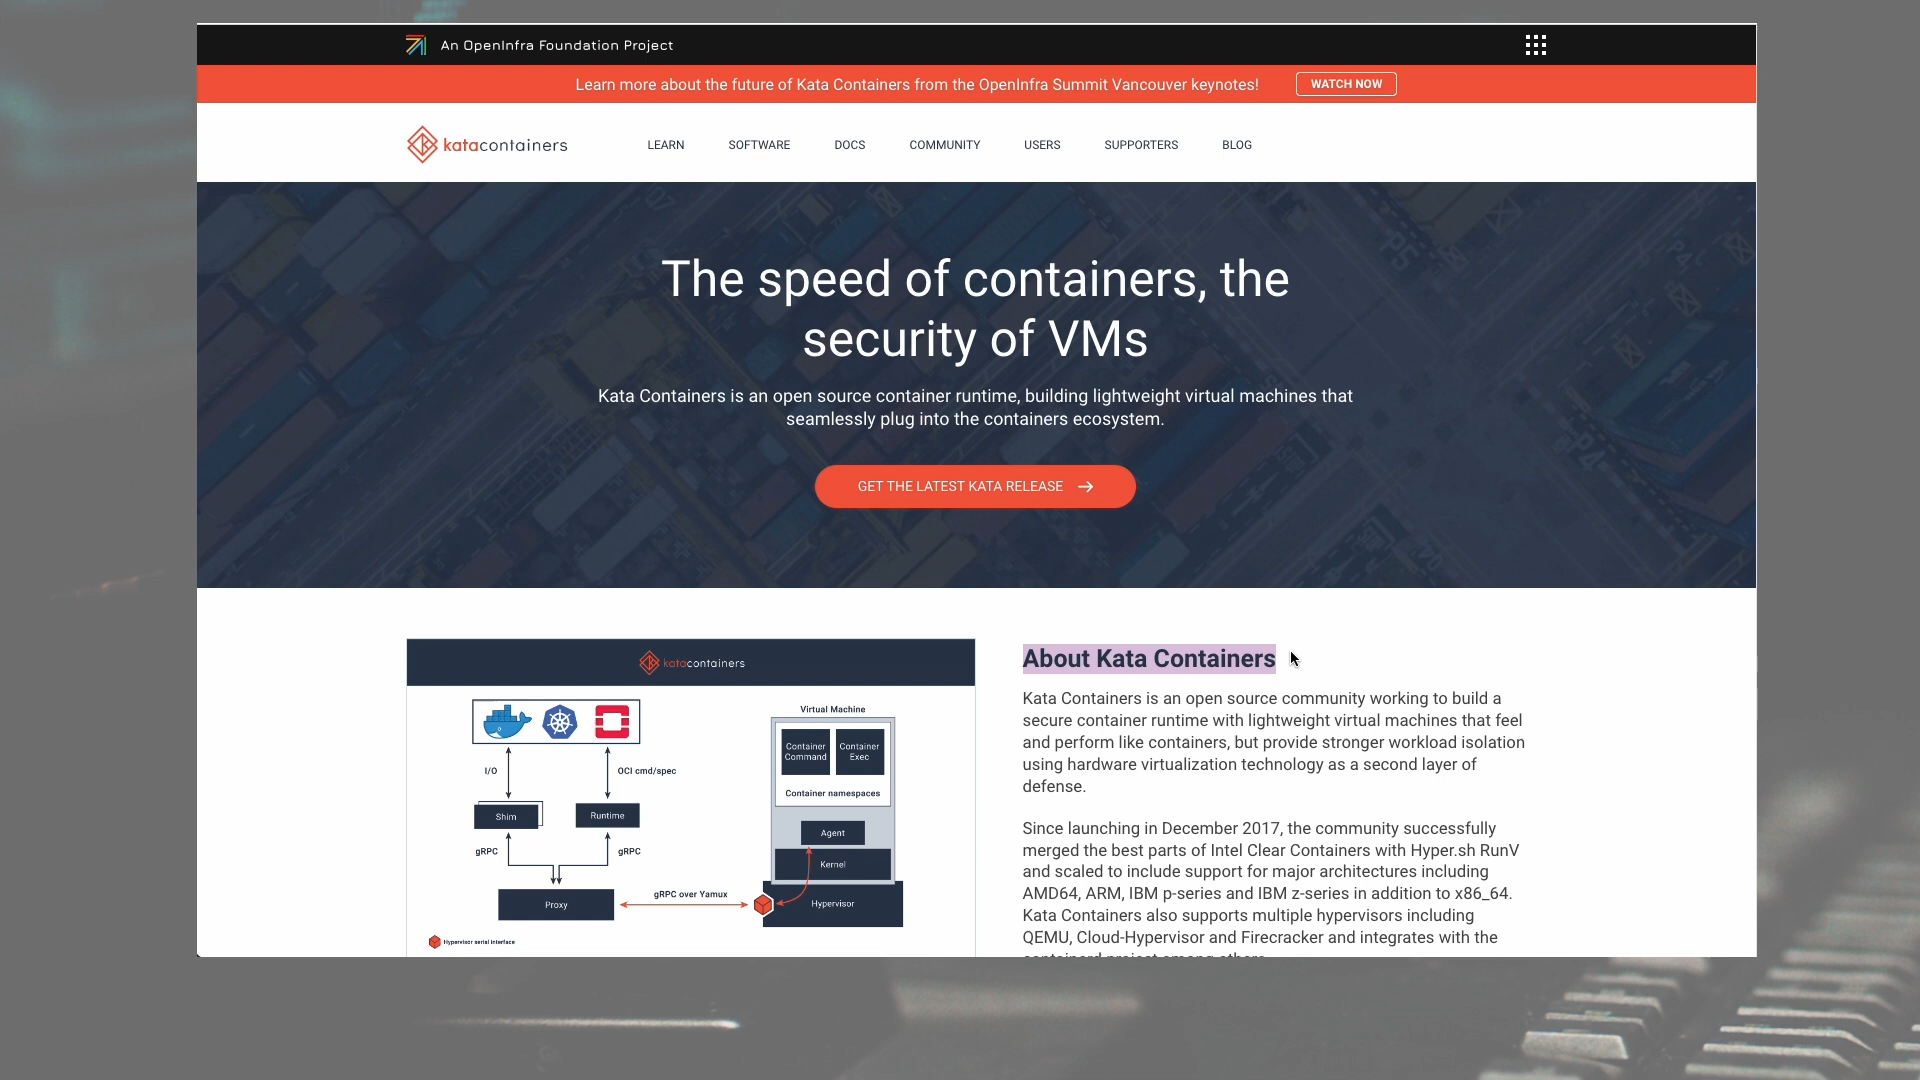 An OpenInfra Foundation Project
Learn more about the future of Kata Containers from the OpenInfra Summit Vancouver keynotes!
WATCH NOW
katacontainers
LEARN
SOFTWARE
DOCS
COMMUNITY
USERS
SUPPORTERS
BLOG
The speed of containers, the
security of VMs
Kata Containers is an open source container runtime, building lightweight virtual machines that
seamlessly plug into the containers ecosystem.
GET THE LATEST KATA RELEASE
katacontainers
Virtual Machine
Container
Command
Container
Exec
I/O
OCI cmd/spec
Container namespaces
Shim
Runtime
Agent
gRPC
gRPC
Kernel
gRPC over Yamux
Proxy
Hypervisor
Hypervisor serial interface
About Kata Containers
Kata Containers is an open source community working to build a
secure container runtime with lightweight virtual machines that feel
and perform like containers, but provide stronger workload isolation
using hardware virtualization technology as a second layer of
defense.
Since launching in December 2017, the community successfully
merged the best parts of Intel Clear Containers with Hyper.sh RunV
and scaled to include support for major architectures including
AMD64, ARM, IBM p-series and IBM z-series in addition to x86_64.
Kata Containers also supports multiple hypervisors including
QEMU, Cloud-Hypervisor and Firecracker and integrates with the
containerd project among others.